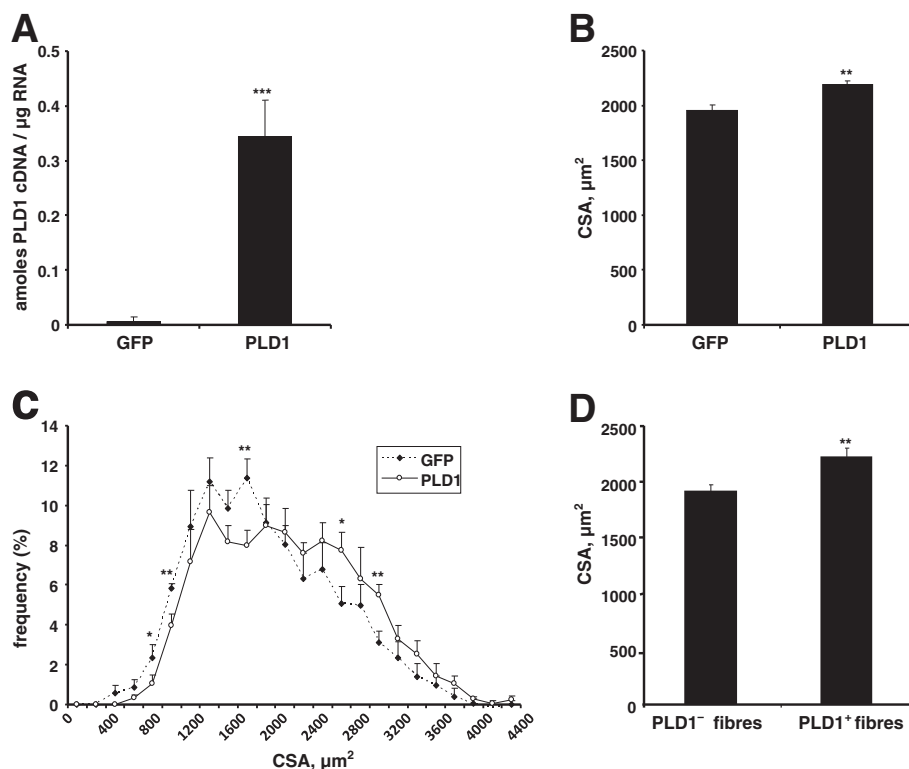 A
amoles PLD1 cDNA / µg RNA
0.5
0.4
0.3
0.2
0.1
0
***
GFP PLD1
B
CSA, µm²
2500
2000
1500
1000
500
0
**
GFP PLD1
C
frequency (%)
14
12
10
8
6
4
2
0
* ** ** * **
GFP
PLD1
0 400 800 1200 1600 2000 2400 2800 3200 3600 4000 4400
CSA, µm²
D
CSA, µm²
2500
2000
1500
1000
500
0
**
PLD1⁻ fibres PLD1⁺ fibres